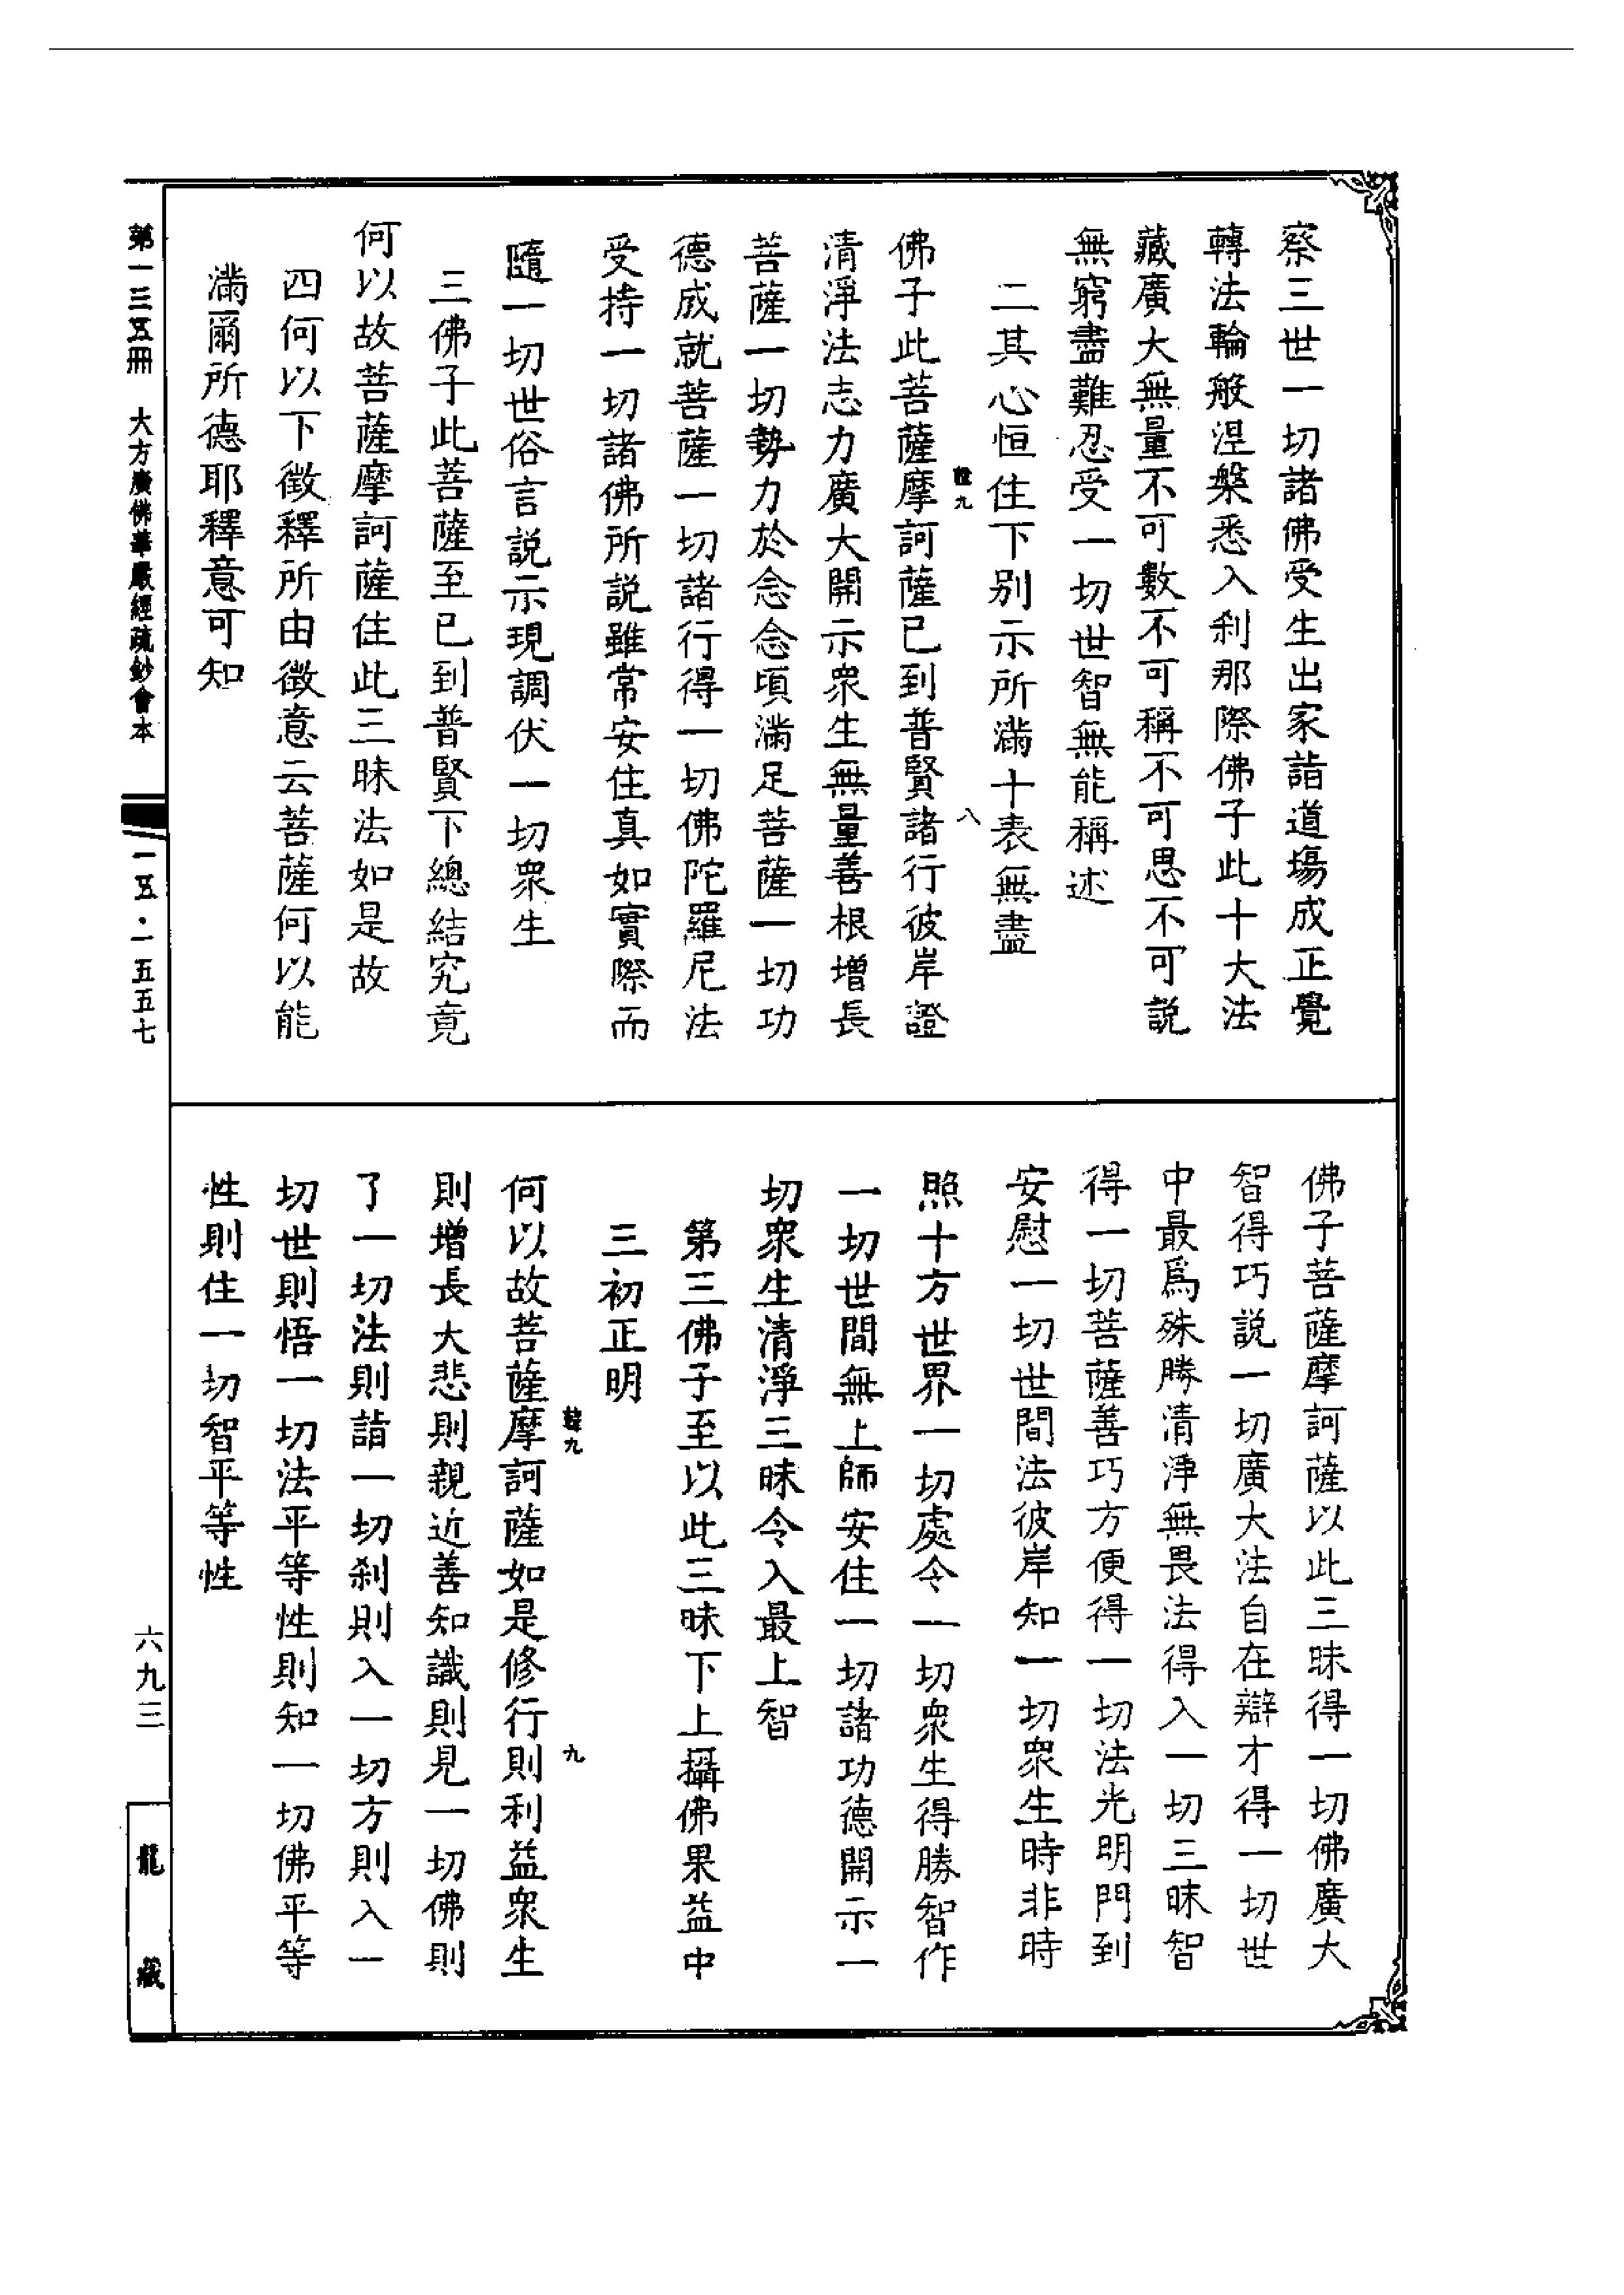 察三世一切諸佛受生出家詣道場成正覺
轉法輪般涅槃悉入刹那際佛子此十大法
藏廣大無量不可數不可稱不可思不可説
無窮盡難忍受一切世智無能稱述
二其心恒住下别示所滿十表無盡
九
八
佛子此菩薩摩訶薩已到普賢諸行彼岸證
清淨法志力廣大開示眾生無量善根增長
菩薩一切勢力於念念頃滿足菩薩一切功
德成就菩薩一切諸行得一切佛陀羅尼法
受持一切諸佛所説雖常安住真如實際而
隨一切世俗言説示現調伏一切眾生
三佛子此菩薩至已到普賢下總結究竟
何以故菩薩摩訶薩住此三昧法如是故
四何以下徵釋所由徵意云菩薩何以能
滿爾所德耶釋意可知
佛子菩薩摩訶薩以此三昧得一切佛廣大
智得巧説一切廣大法自在辯才得一切世
中最為殊勝清淨無畏法得入一切三昧智
得一切菩薩善巧方便得一切法光明門到
安慰一切世間法彼岸知一切眾生時非時
照十方世界一切處令一切眾生得勝智作
一切世間無上師安住一切諸功德開示一
切眾生清淨三昧令入最上智
第三佛子至以此三昧下上攝佛果益中
三初正明
九
九
何以故菩薩摩訶薩如是修行則利益眾生
則增長大悲則親近善知識則見一切佛則
了一切法則詣一切刹則入一切方則入一
切世則悟一切法平等性則知一切佛平等
性則住一切智平等性
第一三五冊 大方廣佛華嚴經疏鈔會本
一五·一五五七
六九三
龍藏